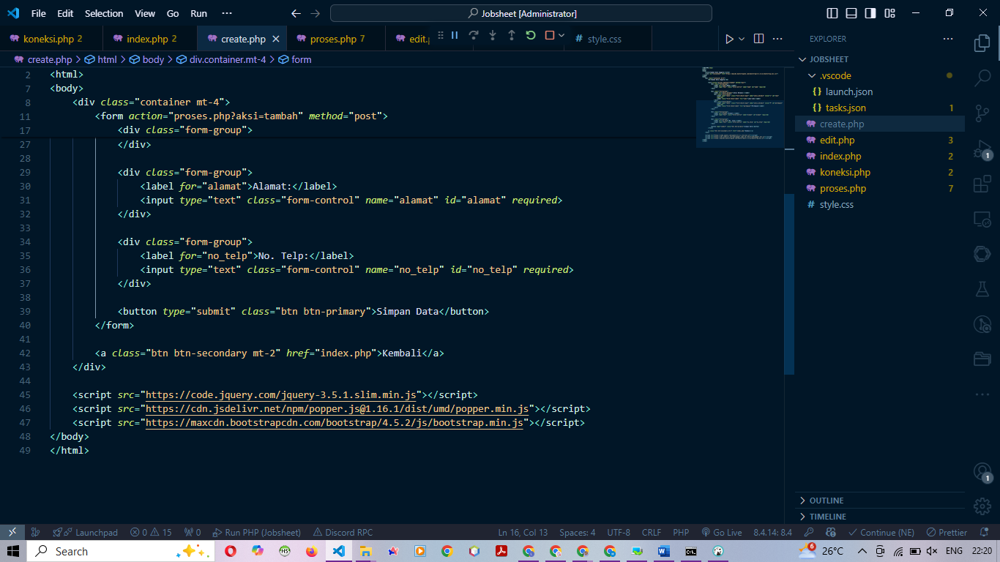 File Edit Selection View Go Run ··· Jobsheet [Administrator]
koneksi.php 2 index.php 2 create.php proses.php 7 edit.p style.css EXPLORER
create.php > html > body > div.container.mt-4 > form
2 <html>
7 <body>
8 <div class="container mt-4">
11 <form action="proses.php?aksi=tambah" method="post">
17 <div class="form-group">
27 </div>
28
29 <div class="form-group">
30 <label for="alamat">Alamat:</label>
31 <input type="text" class="form-control" name="alamat" id="alamat" required>
32 </div>
33
34 <div class="form-group">
35 <label for="no_telp">No. Telp:</label>
36 <input type="text" class="form-control" name="no_telp" id="no_telp" required>
37 </div>
38
39 <button type="submit" class="btn btn-primary">Simpan Data</button>
40 </form>
41
42 <a class="btn btn-secondary mt-2" href="index.php">Kembali</a>
43 </div>
44
45 <script src="https://code.jquery.com/jquery-3.5.1.slim.min.js"></script>
46 <script src="https://cdn.jsdelivr.net/npm/popper.js@1.16.1/dist/umd/popper.min.js"></script>
47 <script src="https://maxcdn.bootstrapcdn.com/bootstrap/4.5.2/js/bootstrap.min.js"></script>
48 </body>
49 </html>
JOBSHEET
.vscode
{} launch.json
{} tasks.json 1
create.php
edit.php 3
index.php 2
koneksi.php 2
proses.php 7
# style.css
1
1
OUTLINE
TIMELINE
Launchpad 0 15 0 Run PHP (Jobsheet) Discord RPC Ln 16, Col 13 Spaces: 4 UTF-8 CRLF PHP Go Live 8.4.14: 8.4 Continue (NE) Prettier
Search 6 26°C ENG 22:20